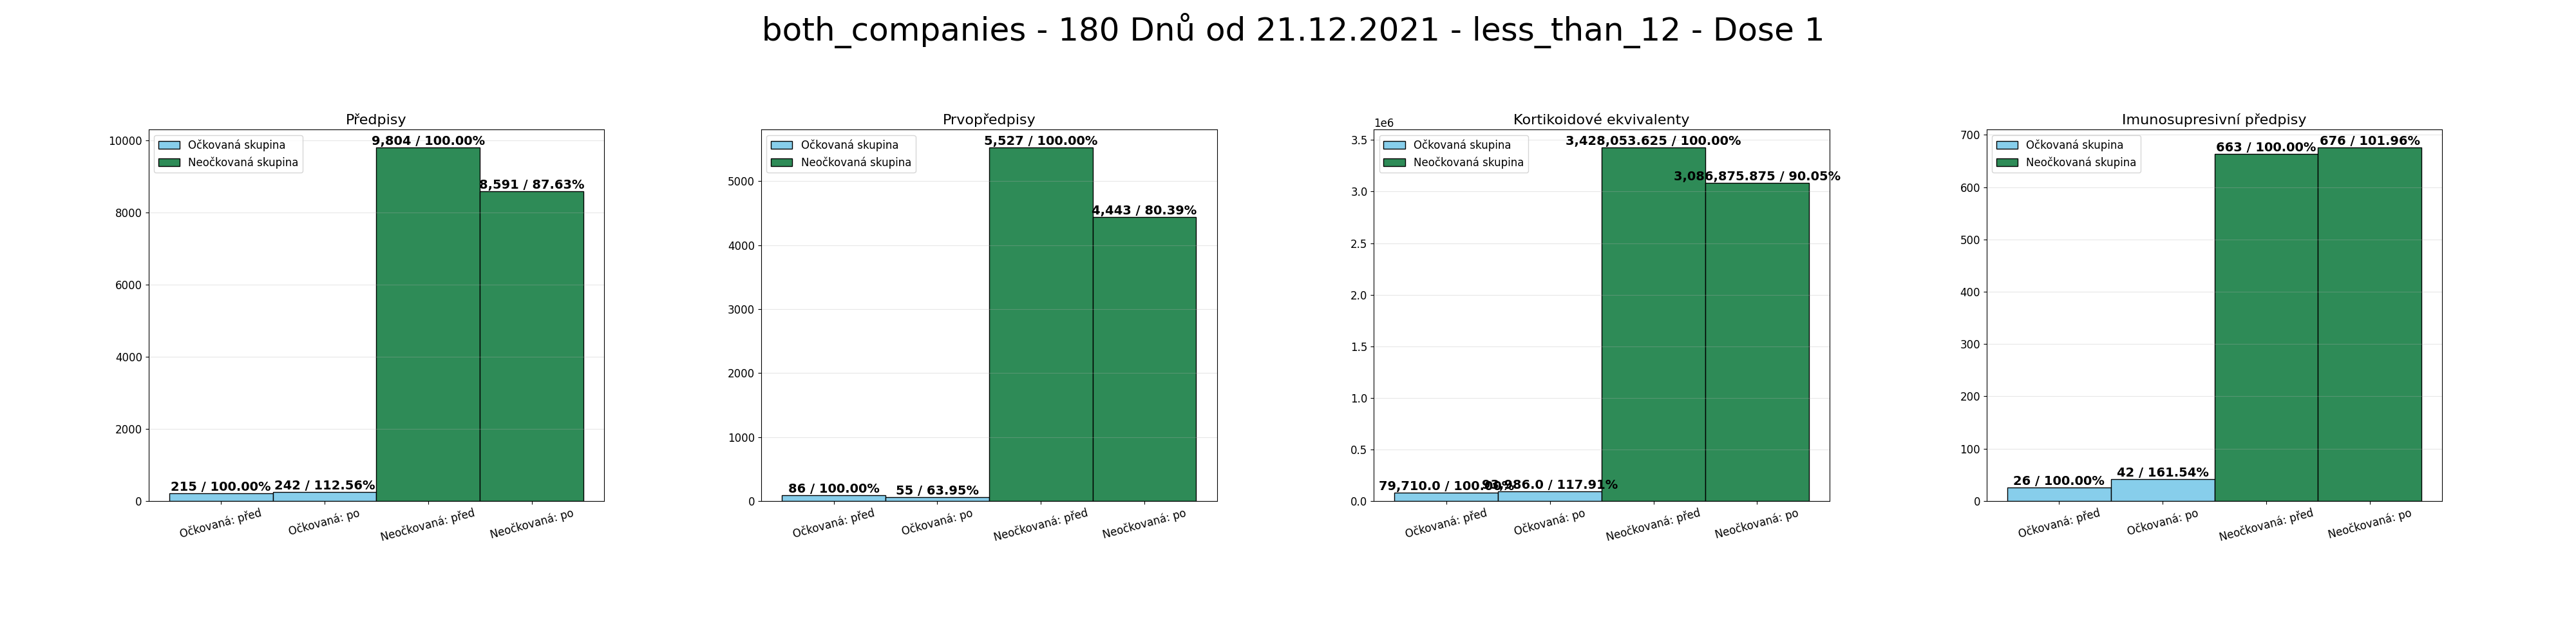 both_companies - 180 Dnů od 21.12.2021 - less_than_12 - Dose 1
Předpisy
Očkovaná skupina
Neočkovaná skupina
9,804 / 100.00%
8,591 / 87.63%
215 / 100.00%
242 / 112.56%
10000
8000
6000
4000
2000
0
Očkovaná: před
Očkovaná: po
Neočkovaná: před
Neočkovaná: po
Prvopředpisy
Očkovaná skupina
Neočkovaná skupina
5,527 / 100.00%
4,443 / 80.39%
86 / 100.00%
55 / 63.95%
5000
4000
3000
2000
1000
0
Očkovaná: před
Očkovaná: po
Neočkovaná: před
Neočkovaná: po
Kortikoidové ekvivalenty
1e6
Očkovaná skupina
Neočkovaná skupina
3,428,053.625 / 100.00%
3,086,875.875 / 90.05%
79,710.0 / 100.00%
93,986.0 / 117.91%
3.5
3.0
2.5
2.0
1.5
1.0
0.5
0.0
Očkovaná: před
Očkovaná: po
Neočkovaná: před
Neočkovaná: po
Imunosupresivní předpisy
Očkovaná skupina
Neočkovaná skupina
663 / 100.00%
676 / 101.96%
26 / 100.00%
42 / 161.54%
700
600
500
400
300
200
100
0
Očkovaná: před
Očkovaná: po
Neočkovaná: před
Neočkovaná: po